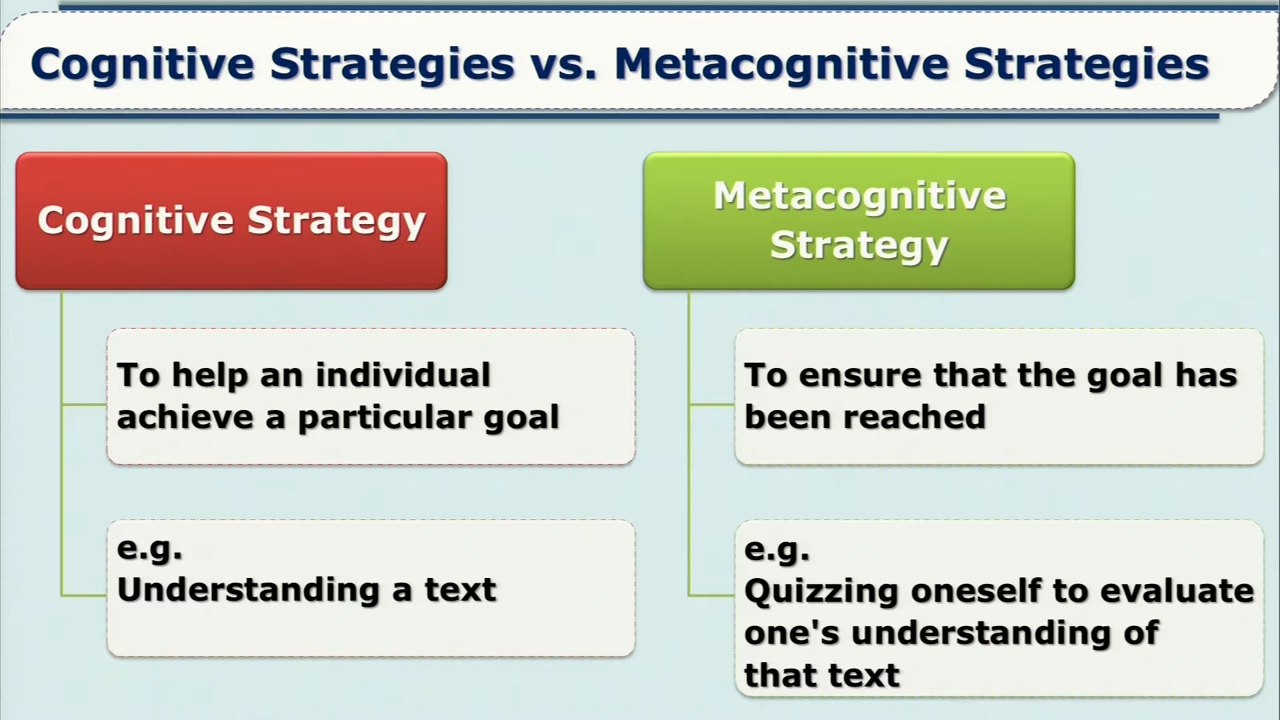 Cognitive Strategies vs. Metacognitive Strategies
Cognitive Strategy
To help an individual
achieve a particular goal
e.g.
Understanding a text
Metacognitive
Strategy
To ensure that the goal has
been reached
e.g.
Quizzing oneself to evaluate
one's understanding of
that text